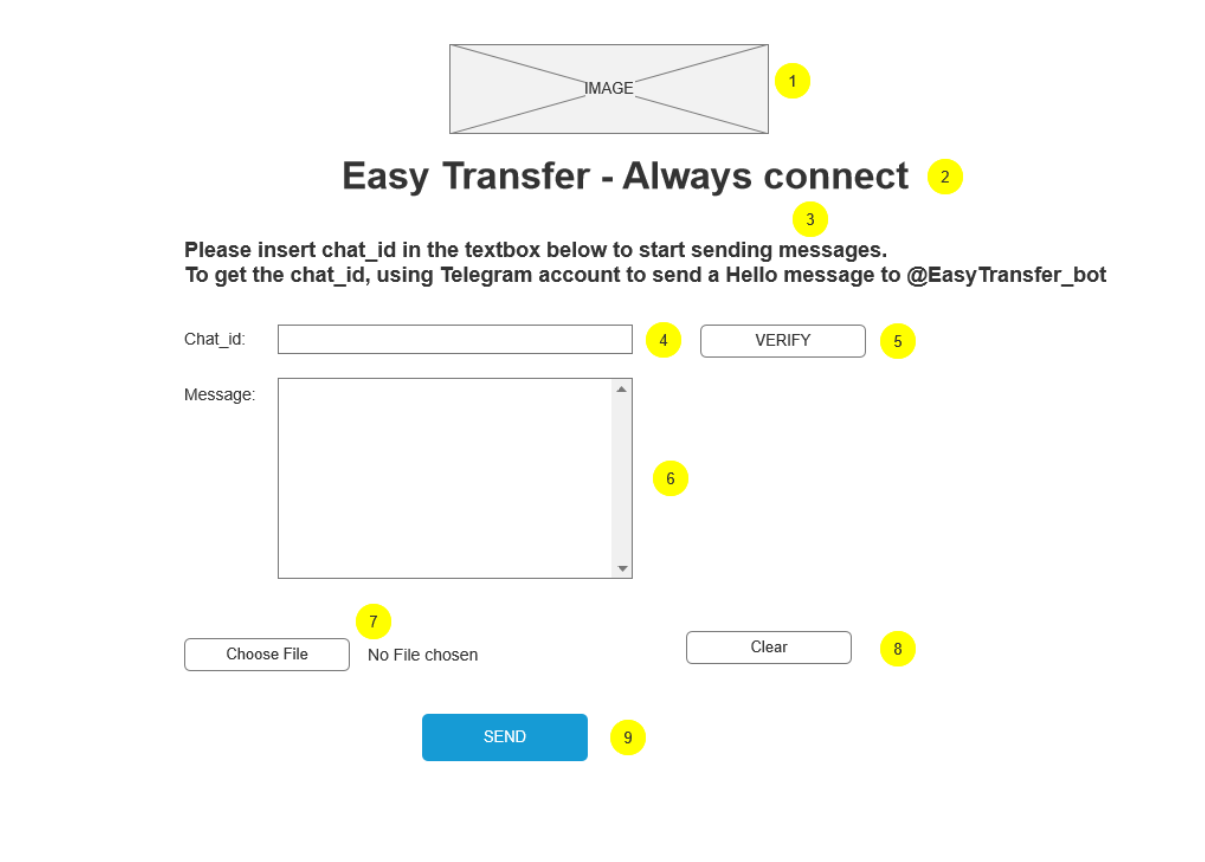 IMAGE
1
Easy Transfer - Always connect
2
3
Please insert chat_id in the textbox below to start sending messages.
To get the chat_id, using Telegram account to send a Hello message to @EasyTransfer_bot
Chat_id:
4
VERIFY
5
Message:
6
7
Choose File
No File chosen
Clear
8
SEND
9